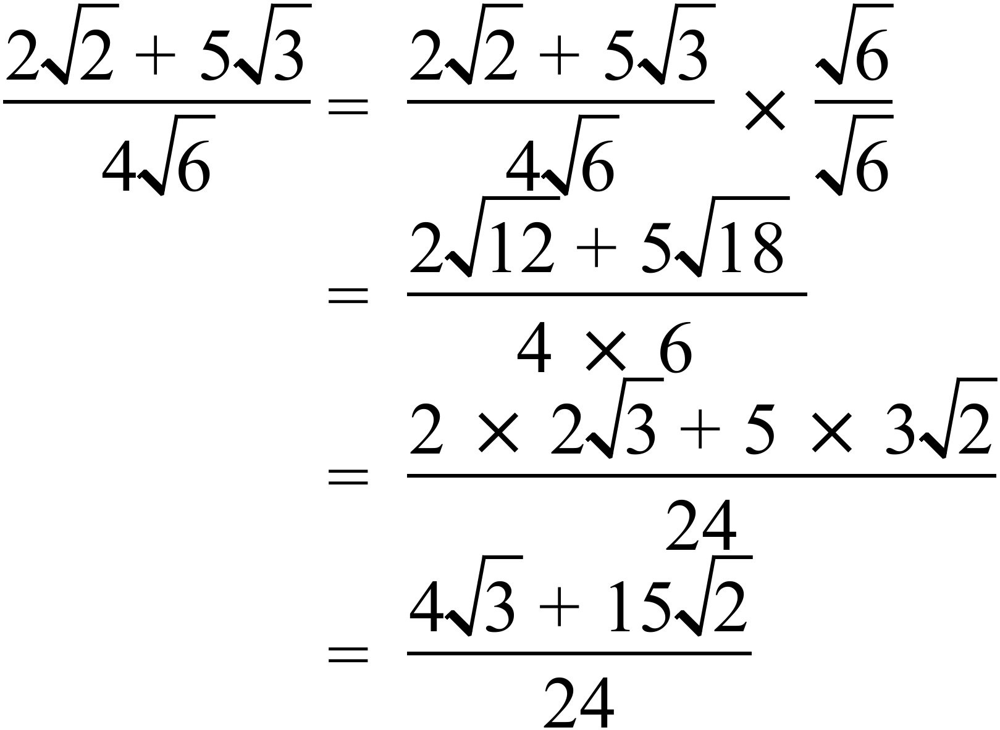 (2√2 + 5√3)/(4√6) = (2√2 + 5√3)/(4√6) × √6/√6
= (2√12 + 5√18)/(4 × 6)
= (2 × 2√3 + 5 × 3√2)/24
= (4√3 + 15√2)/24